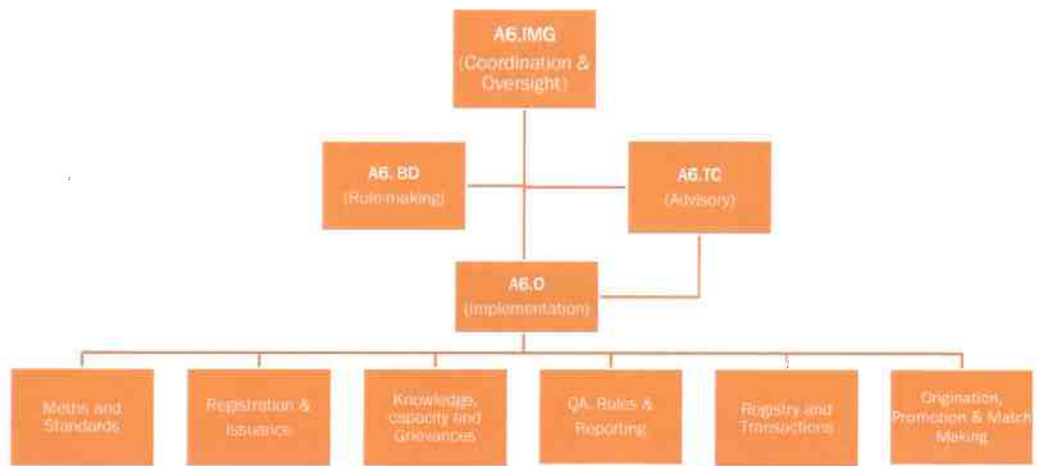 A6.IMG
(Coordination &
Oversight)
A6. BD
(Rule-making)
A6.TC
(Advisory)
A6.O
(Implementation)
Meths and
Standards
Registration &
Issuance
Knowledge,
capacity and
Grievances
QA, Rules &
Reporting
Registry and
Transactions
Origination,
Promotion & Match
Making